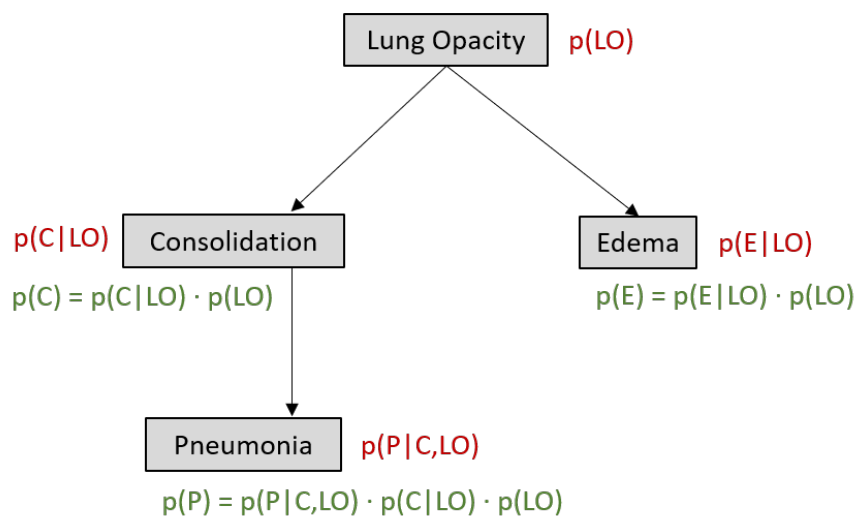 Lung Opacity p(LO)
p(C|LO) Consolidation
p(C) = p(C|LO) · p(LO)
Edema p(E|LO)
p(E) = p(E|LO) · p(LO)
Pneumonia p(P|C,LO)
p(P) = p(P|C,LO) · p(C|LO) · p(LO)